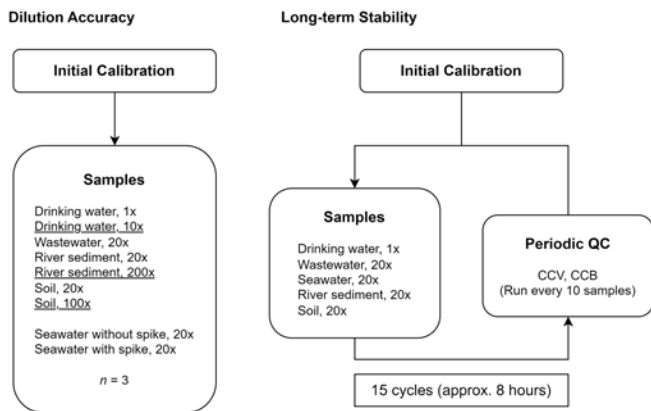 Dilution Accuracy
Initial Calibration
Samples
Drinking water, 1x
Drinking water, 10x
Wastewater, 20x
River sediment, 20x
River sediment, 200x
Soil, 20x
Soil, 100x
Seawater without spike, 20x
Seawater with spike, 20x
n = 3
Long-term Stability
Initial Calibration
Samples
Drinking water, 1x
Wastewater, 20x
Seawater, 20x
River sediment, 20x
Soil, 20x
Periodic QC
CCV, CCB
(Run every 10 samples)
15 cycles (approx. 8 hours)